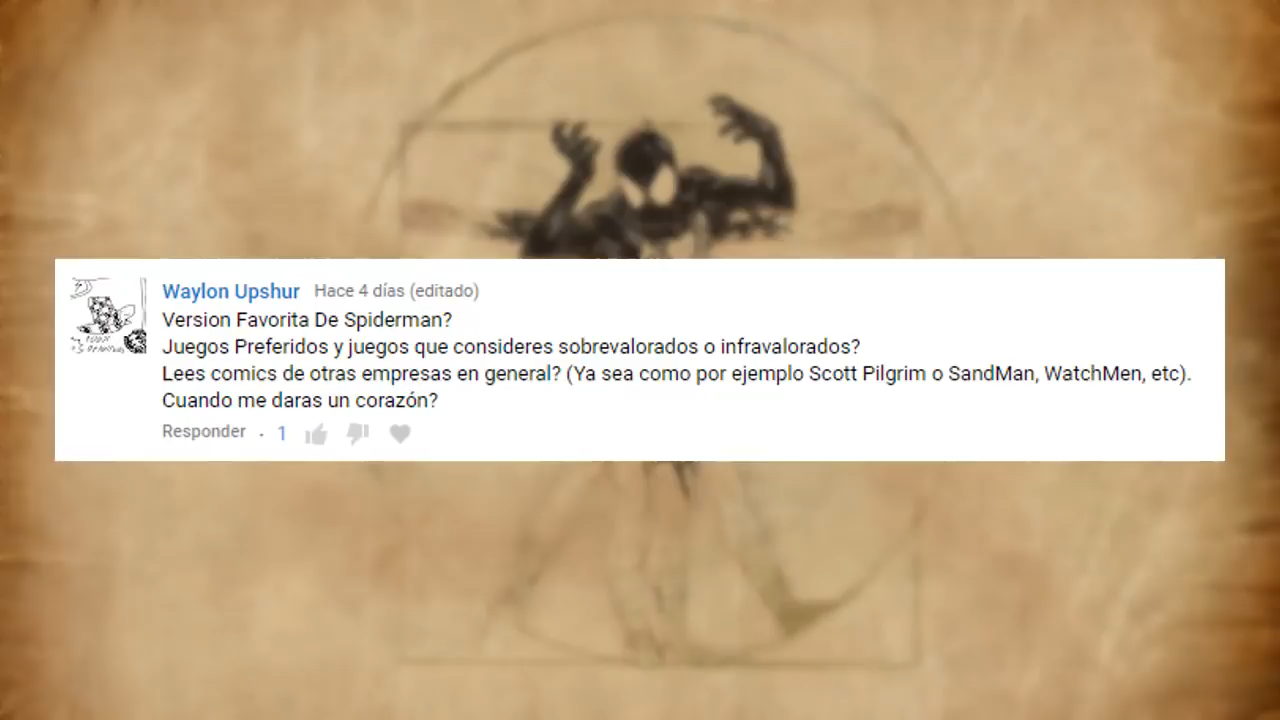 Waylon Upshur Hace 4 días (editado)
Version Favorita De Spiderman?
Juegos Preferidos y juegos que consideres sobrevalorados o infravalorados?
Lees comics de otras empresas en general? (Ya sea como por ejemplo Scott Pilgrim o SandMan, WatchMen, etc).
Cuando me daras un corazón?
Responder . 1